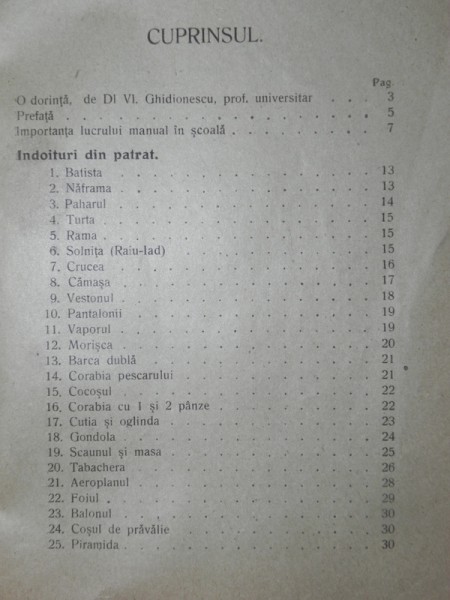 CUPRINSUL.
Pag.
O dorință, de Dl Vl. Ghidionescu, prof. universitar . . . 3
Prefață . . . . . . . . . . . . 5
Importanța lucrului manual în școală . . . . . . . 7
Indoituri din patrat.
1. Batista . . . . . . . . . . . 13
2. Năframa . . . . . . . . . . . 13
3. Paharul . . . . . . . . . . . 14
4. Turta . . . . . . . . . . . 15
5. Rama . . . . . . . . . . . 15
6. Solnița (Raiu-Iad) . . . . . . . . 15
7. Crucea . . . . . . . . . . . 16
8. Cămașa . . . . . . . . . . . 17
9. Vestonul . . . . . . . . . . . 18
10. Pantalonii . . . . . . . . . . 19
11. Vaporul . . . . . . . . . . . 19
12. Morișca . . . . . . . . . . . 20
13. Barca dublă . . . . . . . . . . 21
14. Corabia pescarului . . . . . . . . 21
15. Cocoșul . . . . . . . . . . . 22
16. Corabia cu 1 și 2 pânze . . . . . . . 22
17. Cutia și oglinda . . . . . . . . . 23
18. Gondola . . . . . . . . . . . 24
19. Scaunul și masa . . . . . . . . . 25
20. Tabachera . . . . . . . . . . 26
21. Aeroplanul . . . . . . . . . . 28
22. Foiul . . . . . . . . . . . 29
23. Balonul . . . . . . . . . . . 30
24. Coșul de prăvălie . . . . . . . . 30
25. Piramida . . . . . . . . . . . 30